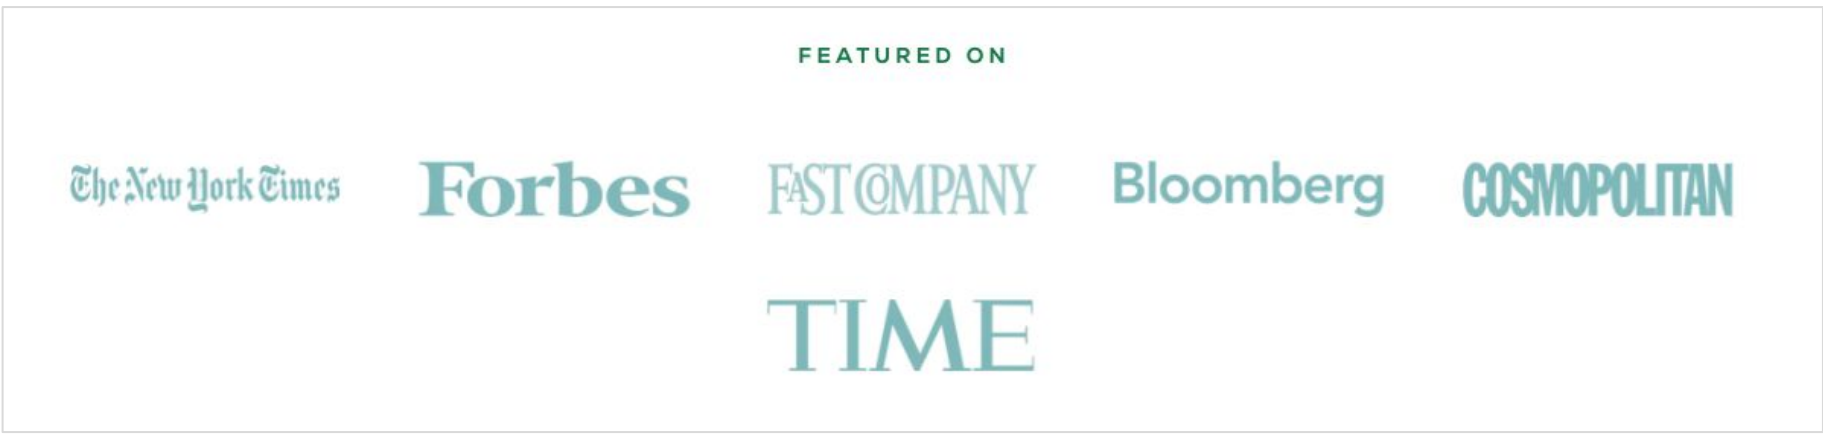 FEATURED ON
The New York Times Forbes FAST COMPANY Bloomberg COSMOPOLITAN
TIME